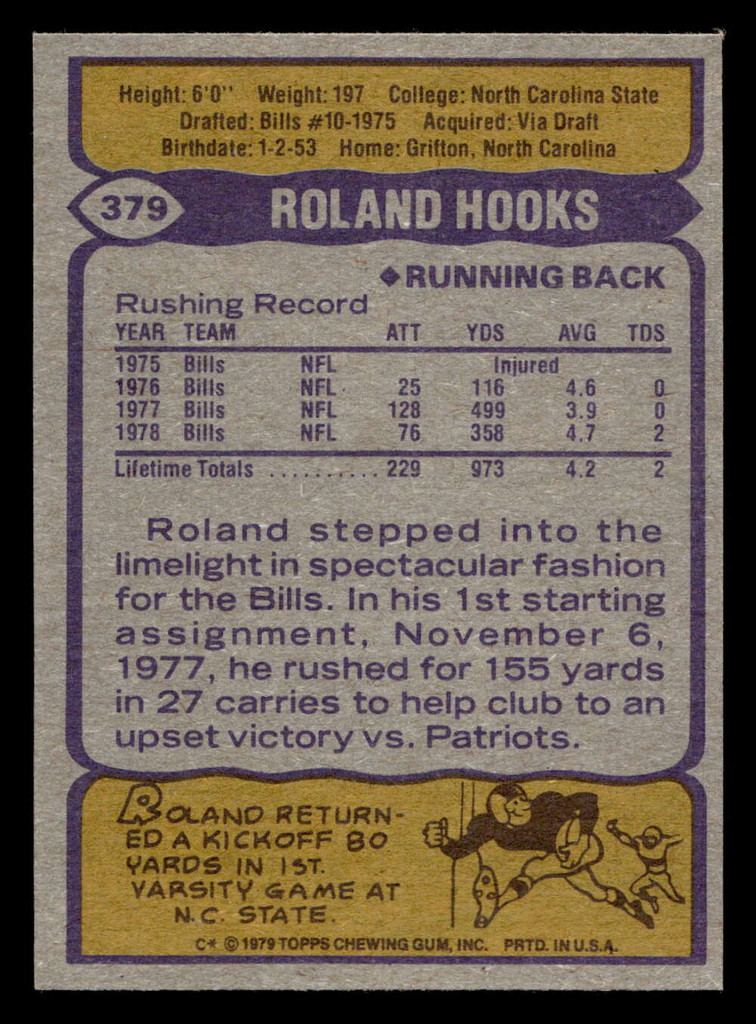 Height: 6'0'' Weight: 197 College: North Carolina State
Drafted: Bills #10-1975 Acquired: Via Draft
Birthdate: 1-2-53 Home: Grifton, North Carolina
379 ROLAND HOOKS
◆RUNNING BACK
Rushing Record
YEAR TEAM ATT YDS AVG TDS
1975 Bills NFL Injured
1976 Bills NFL 25 116 4.6 0
1977 Bills NFL 128 499 3.9 0
1978 Bills NFL 76 358 4.7 2
Lifetime Totals .......... 229 973 4.2 2
Roland stepped into the
limelight in spectacular fashion
for the Bills. In his 1st starting
assignment, November 6,
1977, he rushed for 155 yards
in 27 carries to help club to an
upset victory vs. Patriots.
ROLAND RETURN-
ED A KICKOFF 80
YARDS IN 1ST.
VARSITY GAME AT
N.C. STATE.
C* © 1979 TOPPS CHEWING GUM, INC. PRTD. IN U.S.A.